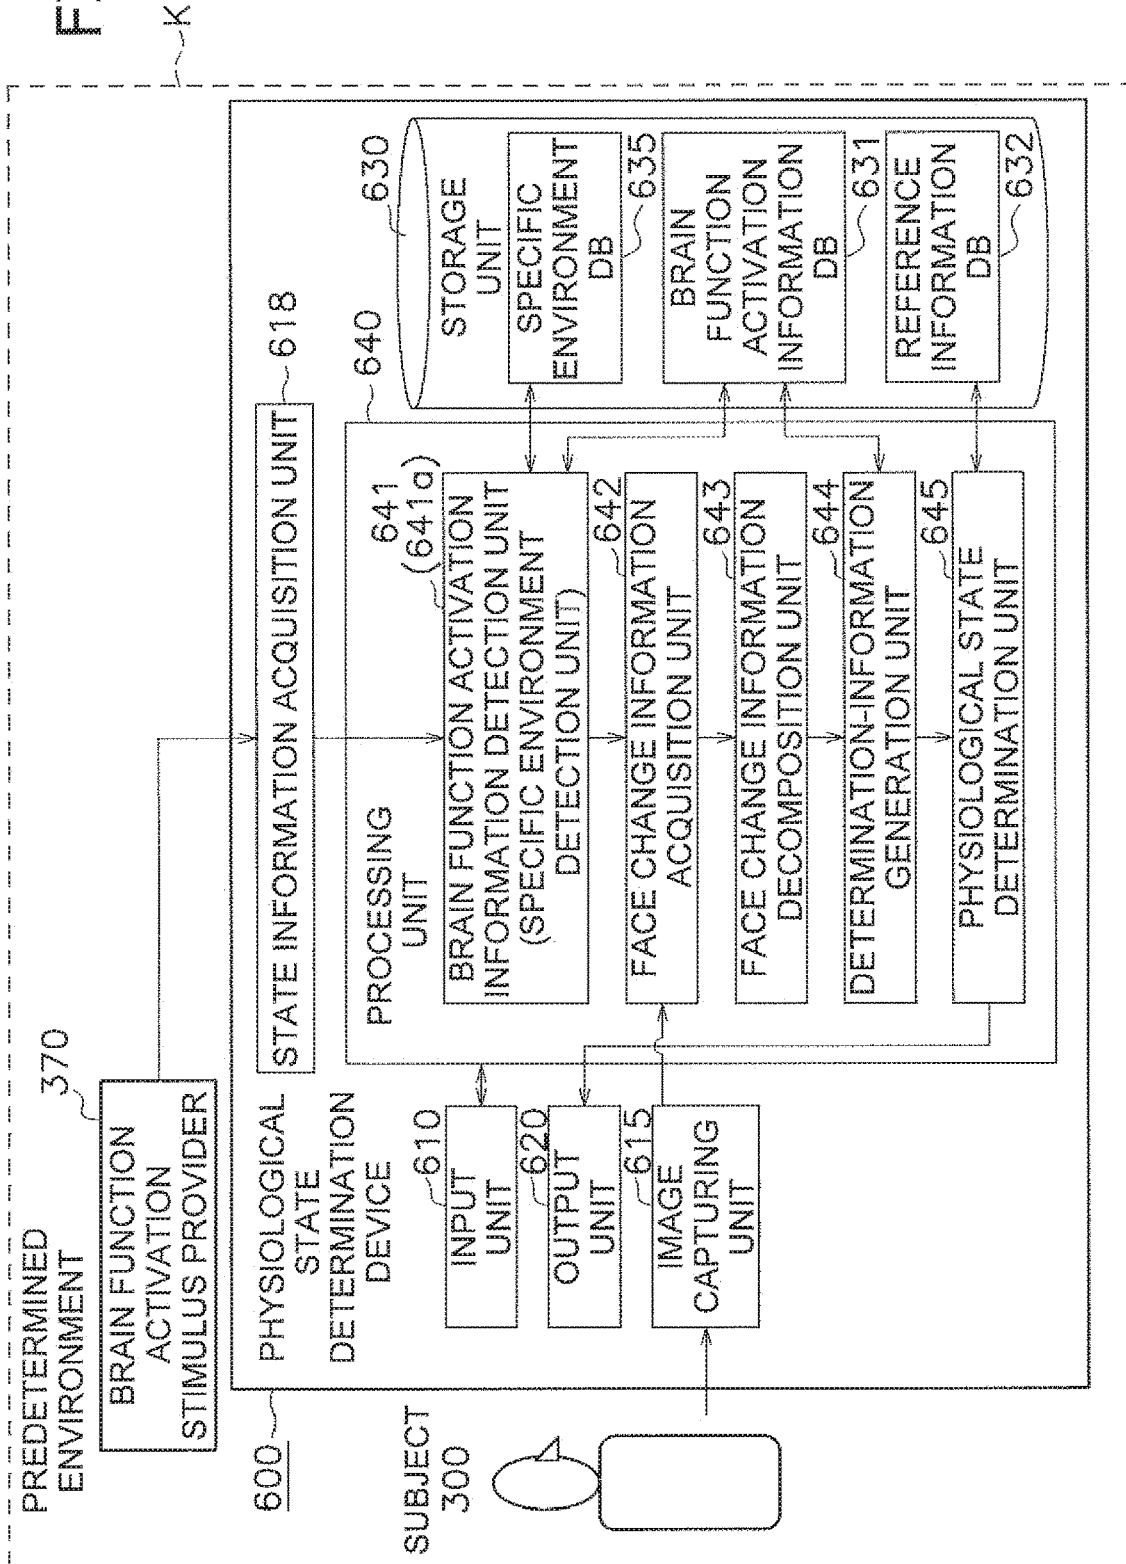 F
K
PREDETERMINED
ENVIRONMENT
370
BRAIN FUNCTION
ACTIVATION
STIMULUS PROVIDER
600
PHYSIOLOGICAL
STATE
DETERMINATION
DEVICE
STATE INFORMATION ACQUISITION UNIT
618
SUBJECT
300
INPUT
UNIT
610
OUTPUT
UNIT
620
IMAGE
CAPTURING
UNIT
615
PROCESSING
UNIT
640
641
(641a)
BRAIN FUNCTION ACTIVATION
INFORMATION DETECTION UNIT
(SPECIFIC ENVIRONMENT
DETECTION UNIT)
642
FACE CHANGE INFORMATION
ACQUISITION UNIT
643
FACE CHANGE INFORMATION
DECOMPOSITION UNIT
644
DETERMINATION-INFORMATION
GENERATION UNIT
645
PHYSIOLOGICAL STATE
DETERMINATION UNIT
630
STORAGE
UNIT
SPECIFIC
ENVIRONMENT
DB
635
BRAIN
FUNCTION
ACTIVATION
INFORMATION
DB
631
REFERENCE
INFORMATION
DB
632